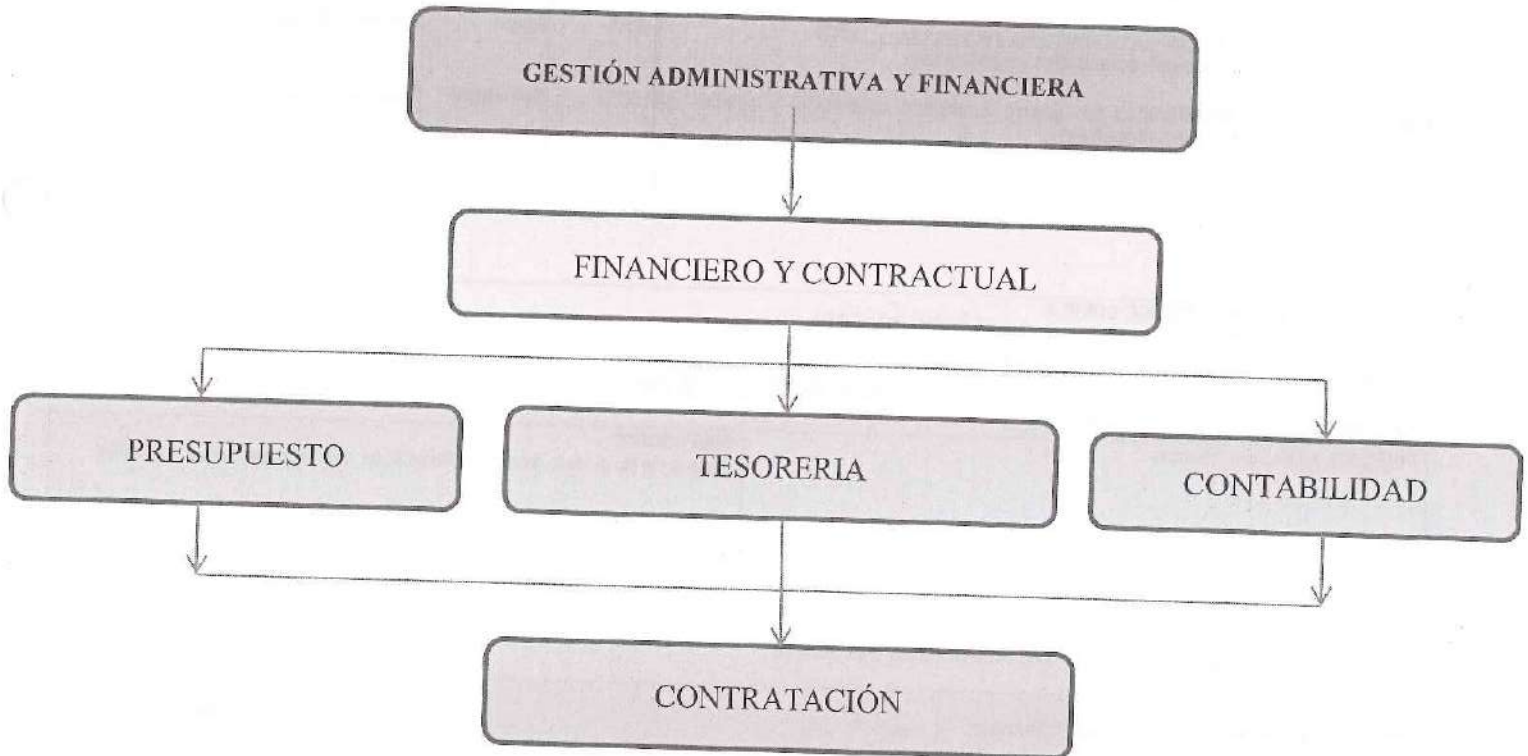 GESTIÓN ADMINISTRATIVA Y FINANCIERA
FINANCIERO Y CONTRACTUAL
PRESUPUESTO
TESORERIA
CONTABILIDAD
CONTRATACIÓN